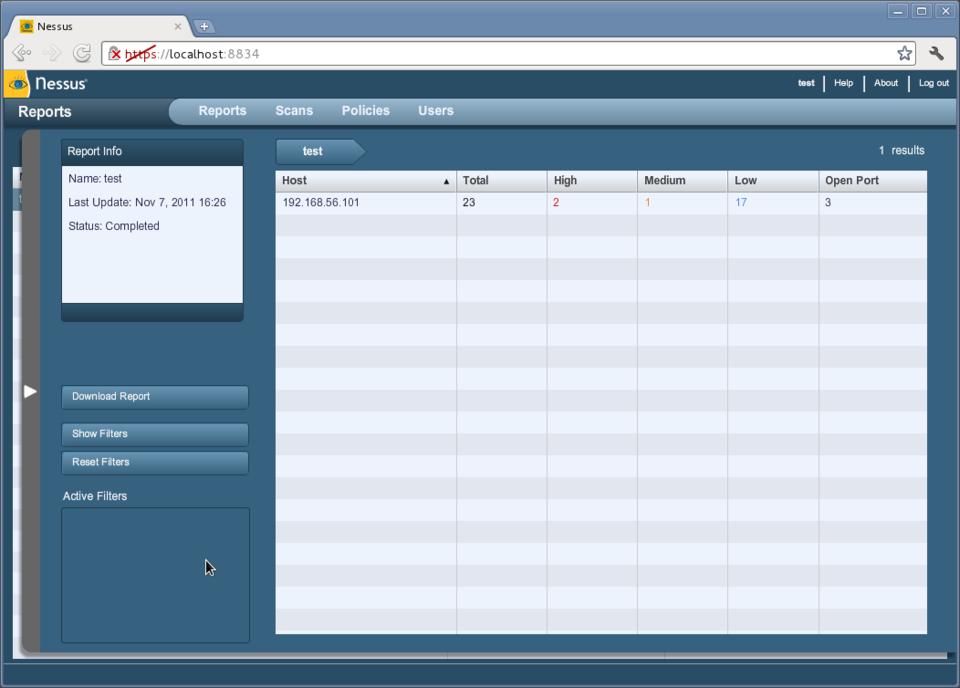 Nessus
https://localhost:8834
Nessus
test Help About Log out
Reports
Reports Scans Policies Users
Report Info
Name: test
Last Update: Nov 7, 2011 16:26
Status: Completed
Download Report
Show Filters
Reset Filters
Active Filters
test
1 results
Host Total High Medium Low Open Port
192.168.56.101 23 2 1 17 3